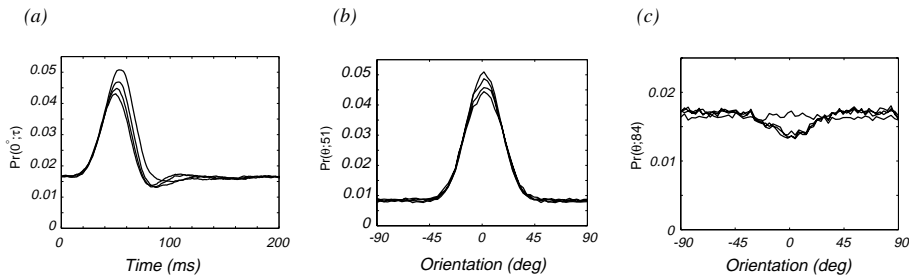 (a)
Pr(0°;τ)
0.05
0.04
0.03
0.02
0.01
0
0 100 200
Time (ms)
(b)
Pr(θ;51)
0.05
0.04
0.03
0.02
0.01
0
-90 -45 0 45 90
Orientation (deg)
(c)
Pr(θ;84)
0.02
0.01
0
-90 -45 0 45 90
Orientation (deg)